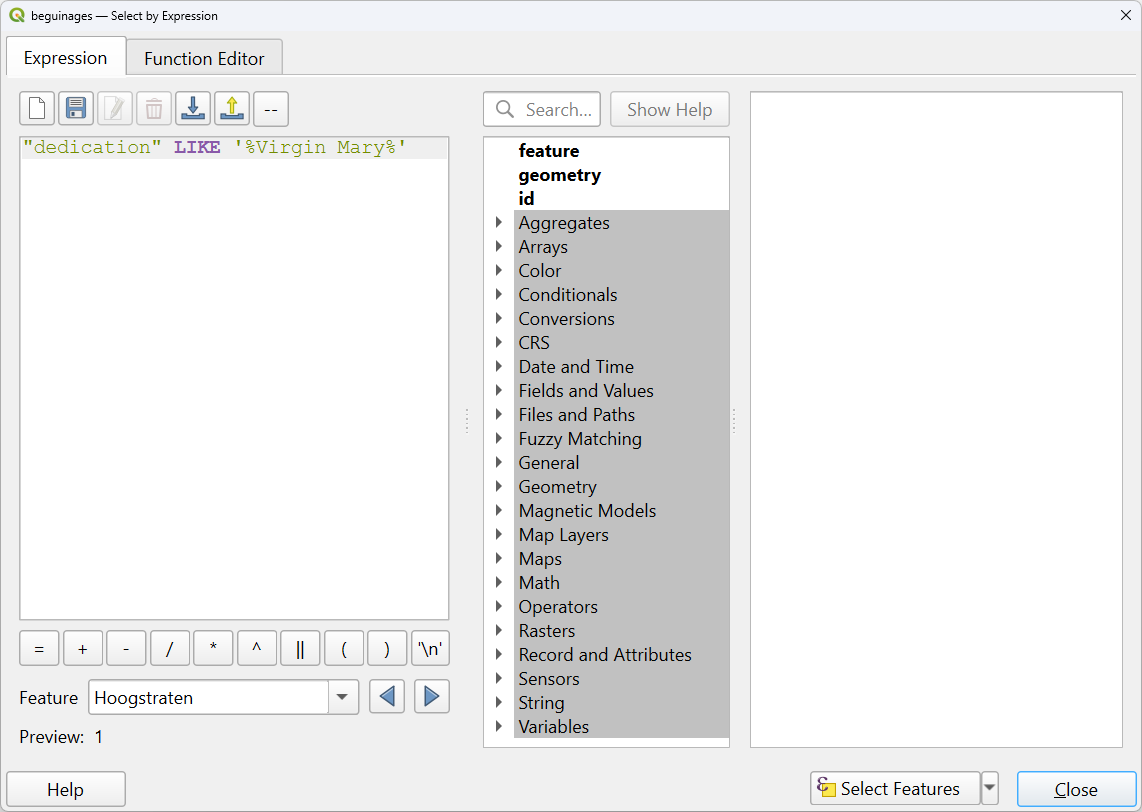 beguinages — Select by Expression
Expression
Function Editor
--
"dedication" LIKE '%Virgin Mary%'
= + - / * ^ || ( ) '\n'
Feature Hoogstraten
Preview: 1
Search... Show Help
feature
geometry
id
Aggregates
Arrays
Color
Conditionals
Conversions
CRS
Date and Time
Fields and Values
Files and Paths
Fuzzy Matching
General
Geometry
Magnetic Models
Map Layers
Maps
Math
Operators
Rasters
Record and Attributes
Sensors
String
Variables
Help
Select Features
Close